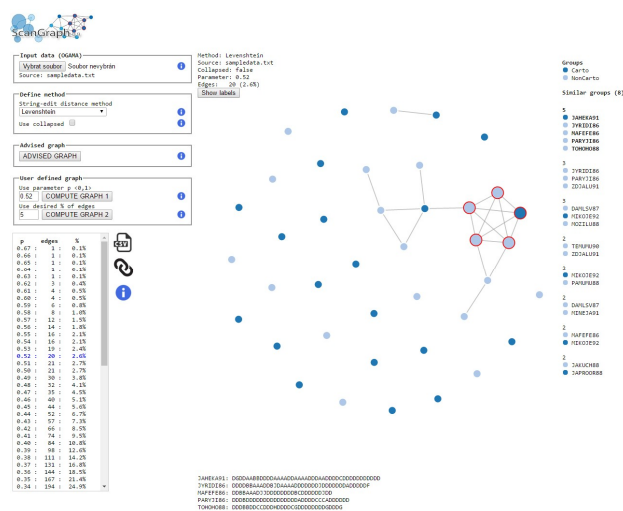 ScanGraph
Input data (OGAMA)
Vybrat soubor Soubor nevybrán
Source: sampledata.txt
Define method
String-edit distance method
Levenshtein
Use collapsed
Advised graph
ADVISED GRAPH
User defined graph
Use parameter p <0,1>
0.52 COMPUTE GRAPH 1
Use desired % of edges
5 COMPUTE GRAPH 2
p edges %
0.67 : 1 : 0.1%
0.66 : 1 : 0.1%
0.65 : 1 : 0.1%
0.64 : 1 : 0.1%
0.63 : 1 : 0.1%
0.62 : 3 : 0.4%
0.61 : 4 : 0.5%
0.60 : 4 : 0.5%
0.59 : 6 : 0.8%
0.58 : 8 : 1.0%
0.57 : 12 : 1.5%
0.56 : 14 : 1.8%
0.55 : 16 : 2.1%
0.54 : 16 : 2.1%
0.53 : 19 : 2.4%
0.52 : 20 : 2.6%
0.51 : 21 : 2.7%
0.50 : 21 : 2.7%
0.49 : 30 : 3.8%
0.48 : 32 : 4.1%
0.47 : 35 : 4.5%
0.46 : 40 : 5.1%
0.45 : 44 : 5.6%
0.44 : 52 : 6.7%
0.43 : 57 : 7.3%
0.42 : 66 : 8.5%
0.41 : 74 : 9.5%
0.40 : 84 : 10.8%
0.39 : 98 : 12.6%
0.38 : 111 : 14.2%
0.37 : 131 : 16.8%
0.36 : 144 : 18.5%
0.35 : 167 : 21.4%
0.34 : 194 : 24.9%
CSV
Method: Levenshtein
Source: sampledata.txt
Collapsed: false
Parameter: 0.52
Edges: 20 (2.6%)
Show labels
Groups
Carto
NonCarto
Similar groups (8)
5
JAHEKA91
JYRIDI86
MAFEFE86
PARYJI86
TOHOHO88
3
JYRIDI86
PARYJI86
ZDJALU91
3
DAMLSV87
MIKOJE92
MOZILU88
2
TEMUMU90
ZDJALU91
2
MIKOJE92
PAMUMU88
2
DAMLSV87
MINEJA91
2
MAFEFE86
MIKOJE92
2
JAKUCH88
JAPROOR88
JAHEKA91:
JYRIDI86:
MAFEFE86:
PARYJI86:
TOHOHO88: